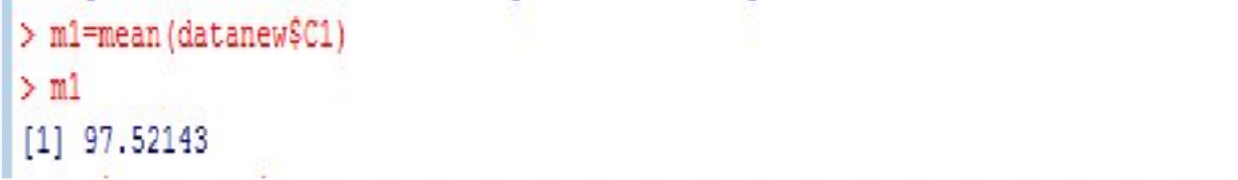 > m1=mean(datanew$C1)
> m1
[1] 97.52143